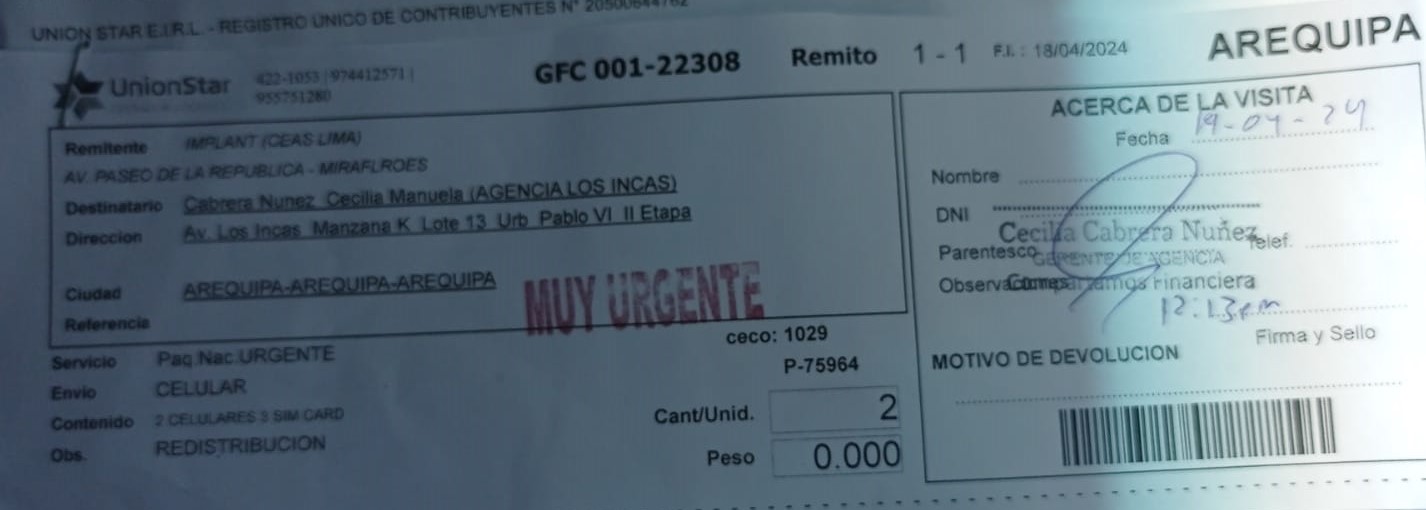 UNION STAR E.I.R.L. - REGISTRO ÚNICO DE CONTRIBUYENTES N° 20500644762
UnionStar
422-1053 | 974412571 |
955751280
GFC 001-22308
Remito 1 - 1
F.I. : 18/04/2024
AREQUIPA
Remitente IMPLANT (CEAS LIMA)
AV. PASEO DE LA REPUBLICA - MIRAFLROES
Destinatario Cabrera Nunez Cecilia Manuela (AGENCIA LOS INCAS)
Direccion Av. Los Incas Manzana K Lote 13 Urb Pablo VI II Etapa
Ciudad AREQUIPA-AREQUIPA-AREQUIPA
Referencia
MUY URGENTE
Servicio Paq.Nac.URGENTE
Envio CELULAR
Contenido 2 CELULARES 3 SIM CARD
Obs. REDISTRIBUCION
ceco: 1029
P-75964
Cant/Unid. 2
Peso 0.000
ACERCA DE LA VISITA
Fecha 19-04-24
Nombre
DNI
Cecilia Cabrera Nuñez
Telef.
Parentesco
GERENTE DE AGENCIA
Compartamos Financiera
12:13pm
Firma y Sello
MOTIVO DE DEVOLUCION